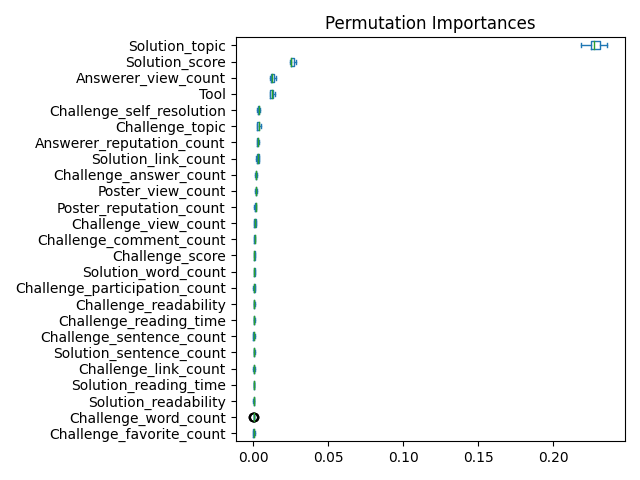 Permutation Importances
Solution_topic
Solution_score
Answerer_view_count
Tool
Challenge_self_resolution
Challenge_topic
Answerer_reputation_count
Solution_link_count
Challenge_answer_count
Poster_view_count
Poster_reputation_count
Challenge_view_count
Challenge_comment_count
Challenge_score
Solution_word_count
Challenge_participation_count
Challenge_readability
Challenge_reading_time
Challenge_sentence_count
Solution_sentence_count
Challenge_link_count
Solution_reading_time
Solution_readability
Challenge_word_count
Challenge_favorite_count
0.00 0.05 0.10 0.15 0.20